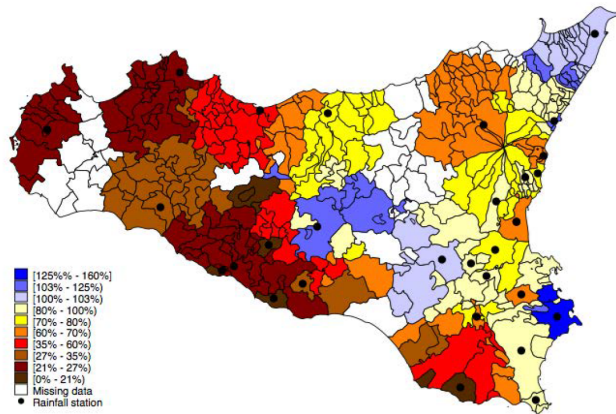 [125%% - 160%]
[103% - 125%]
[100% - 103%]
[80% - 100%]
[70% - 80%]
[60% - 70%]
[35% - 60%]
[27% - 35%]
[21% - 27%]
[0% - 21%]
Missing data
Rainfall station